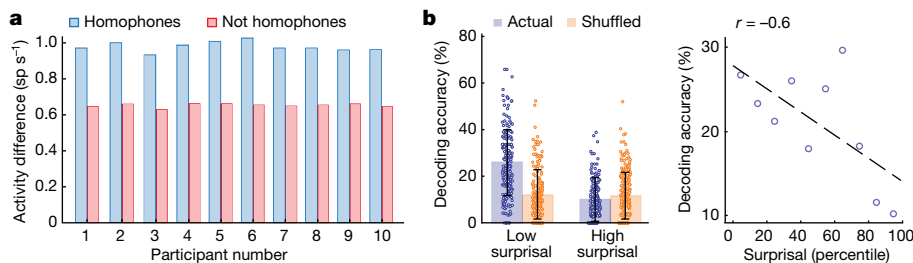 a
Homophones
Not homophones
Activity difference (sp s⁻¹)
1.0
0.8
0.6
0.4
0.2
0
1 2 3 4 5 6 7 8 9 10
Participant number
b
Actual
Shuffled
Decoding accuracy (%)
80
60
40
20
0
Low surprisal
High surprisal
r = –0.6
Decoding accuracy (%)
30
20
10
0 20 40 60 80 100
Surprisal (percentile)